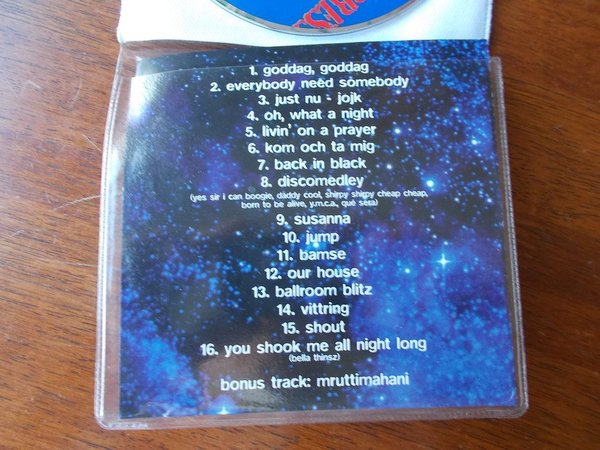 1. goddag, goddag
2. everybody need somebody
3. just nu - jojk
4. oh, what a night
5. livin' on a prayer
6. kom och ta mig
7. back in black
8. discomedley
(yes sir i can boogie, daddy cool, shirpy shirpy cheap cheap,
born to be alive, y.m.c.a., que sera)
9. susanna
10. jump
11. bamse
12. our house
13. ballroom blitz
14. vittring
15. shout
16. you shook me all night long
(bella thinsz)
bonus track: mruttimahani